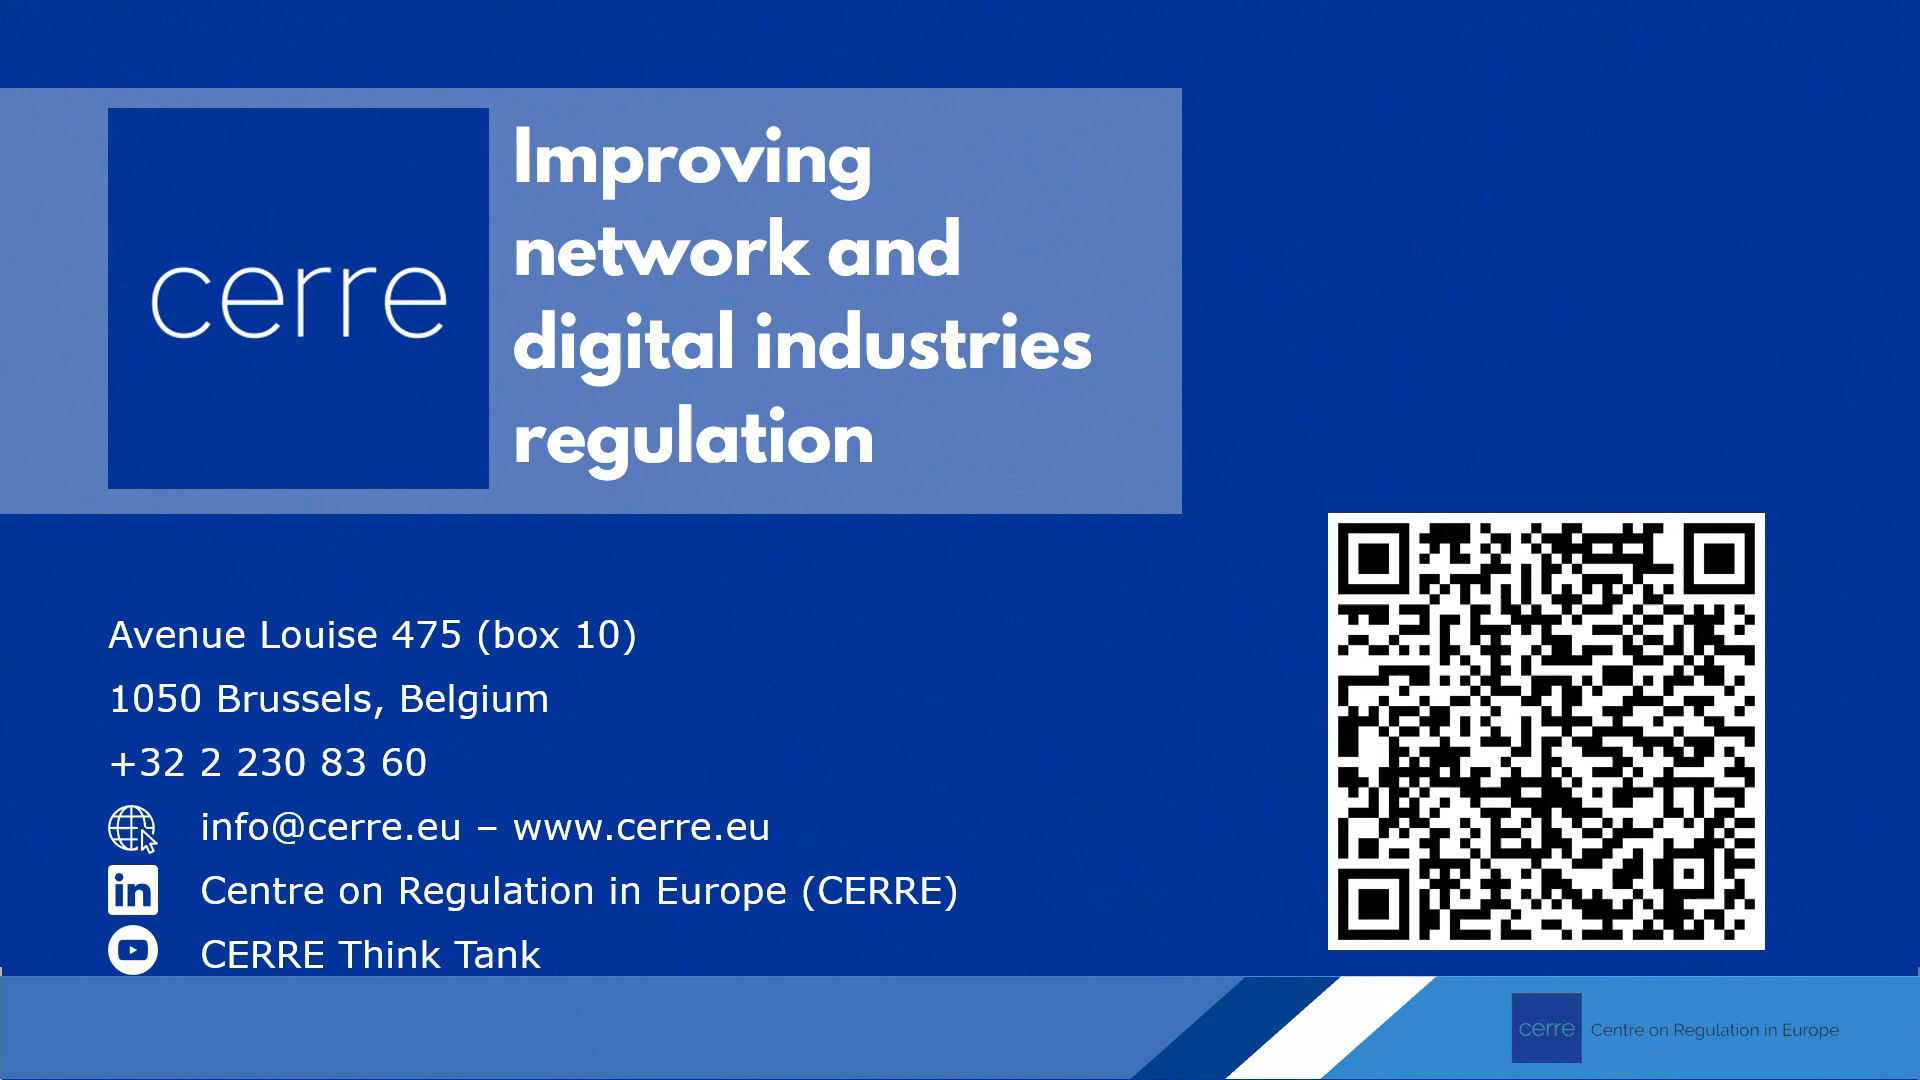 cerre
Improving
network and
digital industries
regulation
Avenue Louise 475 (box 10)
1050 Brussels, Belgium
+32 2 230 83 60
info@cerre.eu – www.cerre.eu
in Centre on Regulation in Europe (CERRE)
CERRE Think Tank
cerre Centre on Regulation in Europe